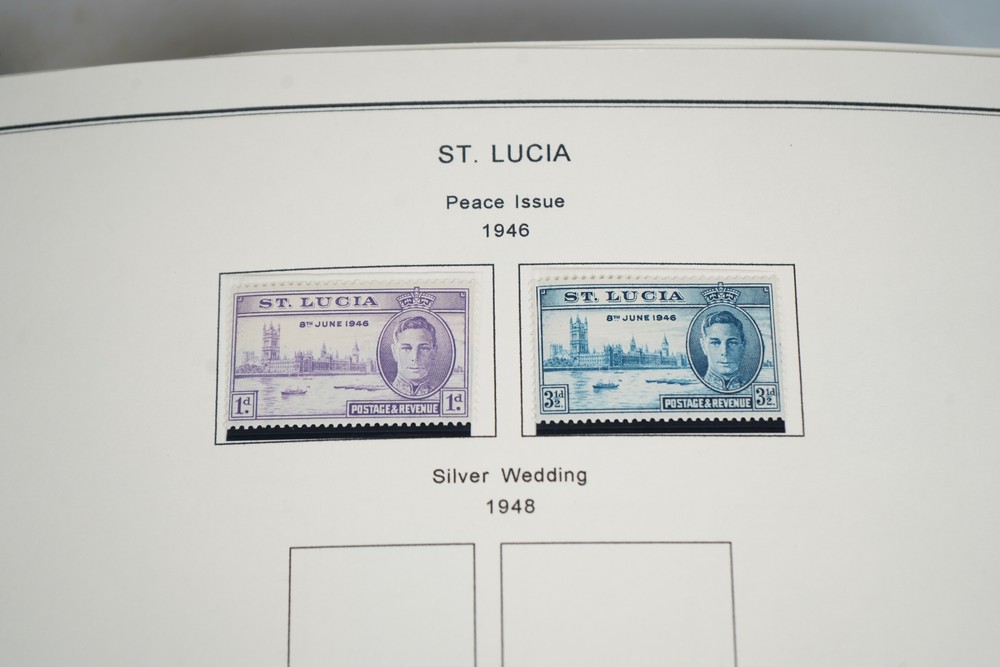 ST. LUCIA
Peace Issue
1946
ST. LUCIA
8TH JUNE 1946
1d
POSTAGE & REVENUE
1d.
ST. LUCIA
8TH JUNE 1946
3½d
POSTAGE & REVENUE
3½d.
Silver Wedding
1948